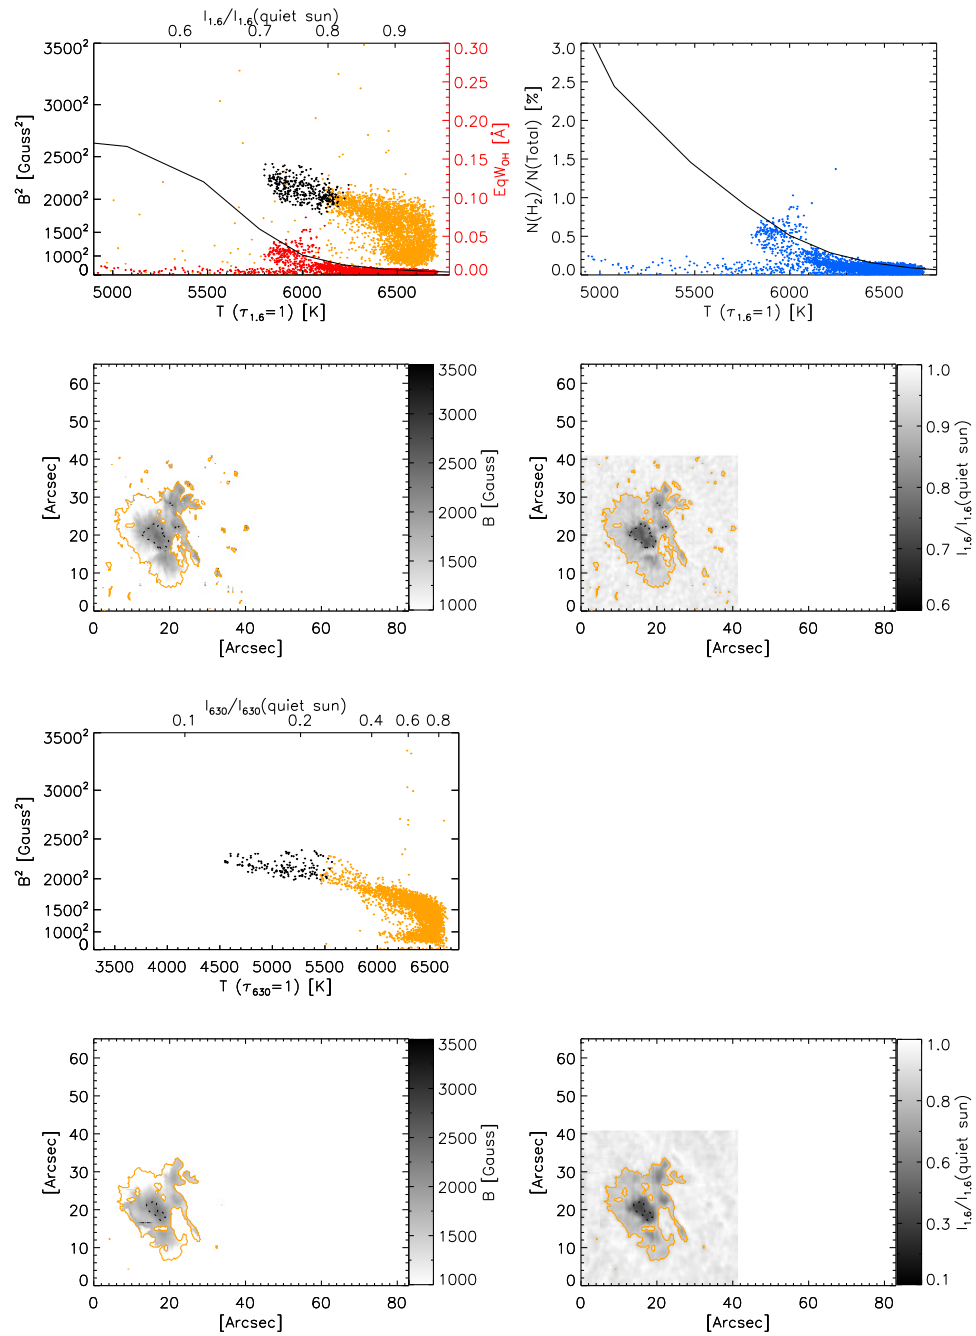 I1.6/I1.6(quiet sun)
0.6 0.7 0.8 0.9
3500²
3000²
2500²
2000²
1500²
1000²
0
B² [Gauss²]
0.30
0.25
0.20
0.15
0.10
0.05
0.00
EqWOH [Å]
5000 5500 6000 6500
T (τ1.6=1) [K]
3.0
2.5
2.0
1.5
1.0
0.5
0.0
N(H2)/N(Total) [%]
5000 5500 6000 6500
T (τ1.6=1) [K]
60
50
40
30
20
10
0
[Arcsec]
0 20 40 60 80
[Arcsec]
3500
3000
2500
2000
1500
1000
B [Gauss]
60
50
40
30
20
10
0
[Arcsec]
0 20 40 60 80
[Arcsec]
1.0
0.9
0.8
0.7
0.6
I1.6/I1.6(quiet sun)
I630/I630(quiet sun)
0.1 0.2 0.4 0.6 0.8
3500²
3000²
2500²
2000²
1500²
1000²
0
B² [Gauss²]
3500 4000 4500 5000 5500 6000 6500
T (τ630=1) [K]
60
50
40
30
20
10
0
[Arcsec]
0 20 40 60 80
[Arcsec]
3500
3000
2500
2000
1500
1000
B [Gauss]
60
50
40
30
20
10
0
[Arcsec]
0 20 40 60 80
[Arcsec]
1.0
0.8
0.6
0.3
0.1
I1.6/I1.6(quiet sun)